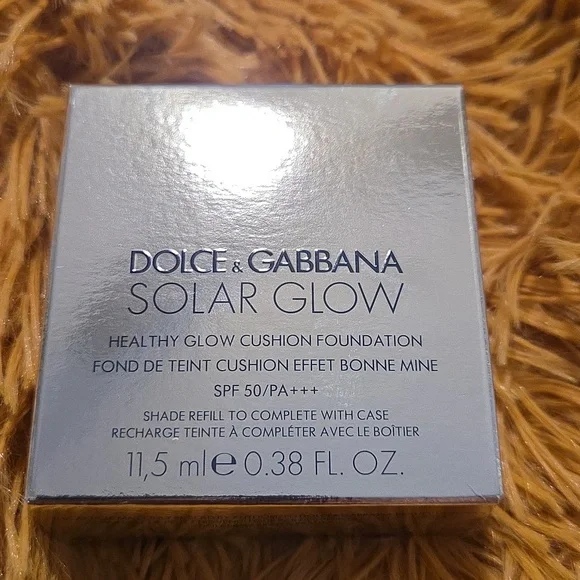 DOLCE & GABBANA
SOLAR GLOW
HEALTHY GLOW CUSHION FOUNDATION
FOND DE TEINT CUSHION EFFET BONNE MINE
SPF 50/PA+++
SHADE REFILL TO COMPLETE WITH CASE
RECHARGE TEINTE À COMPLÉTER AVEC LE BOÎTIER
11,5 ml e 0.38 FL. OZ.